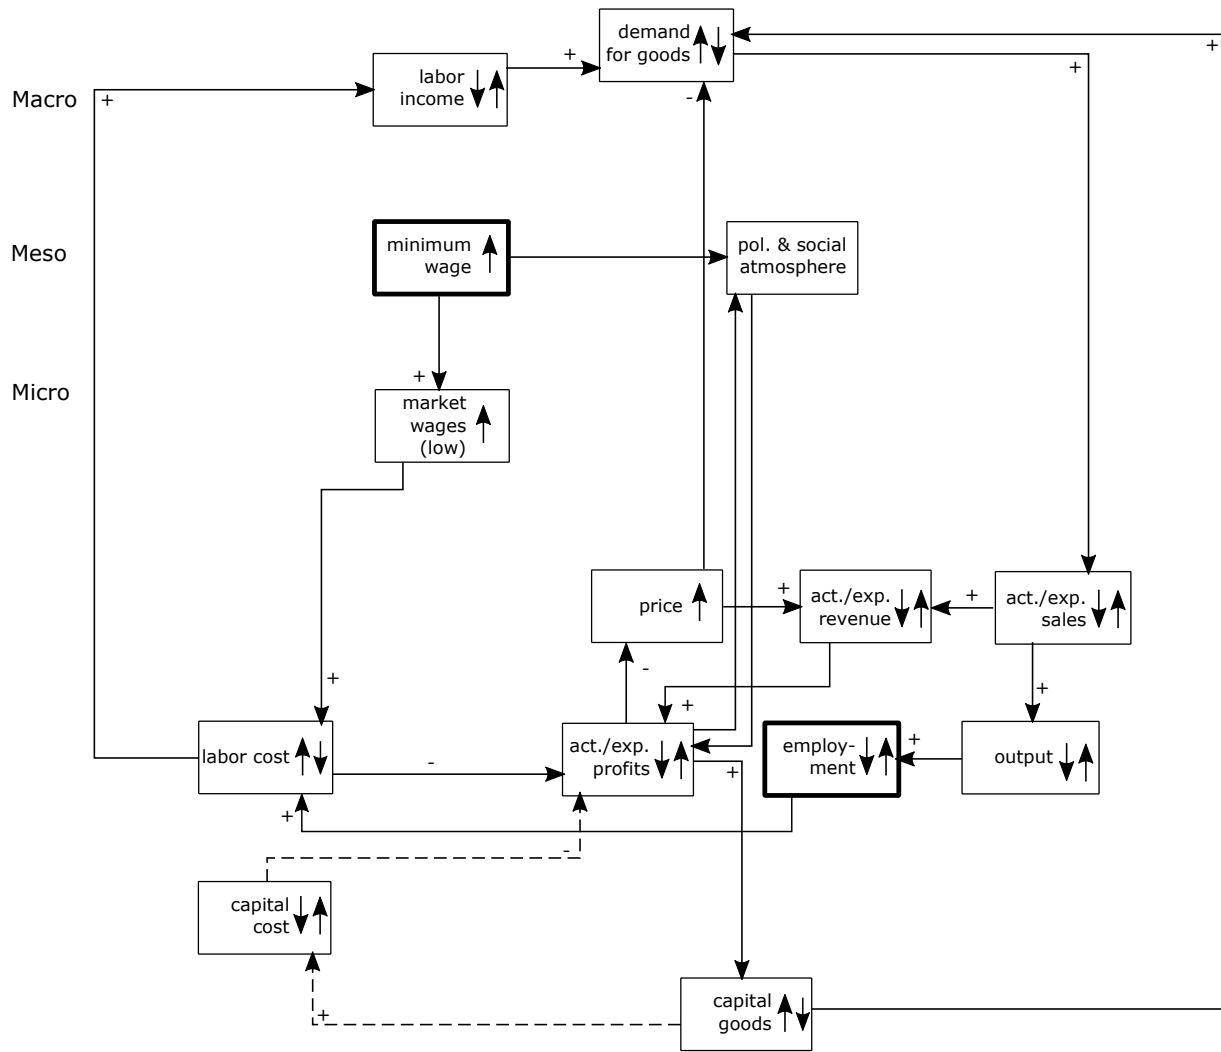 demand
for goods
+
+
+
labor
income
-
Macro
+
minimum
wage
pol. & social
atmosphere
Meso
Micro
+
market
wages
(low)
price
+
act./exp.
revenue
+
act./exp.
sales
-
+
+
+
labor cost
-
act./exp.
profits
+
employ-
ment
+
output
+
-
capital
cost
+
capital
goods